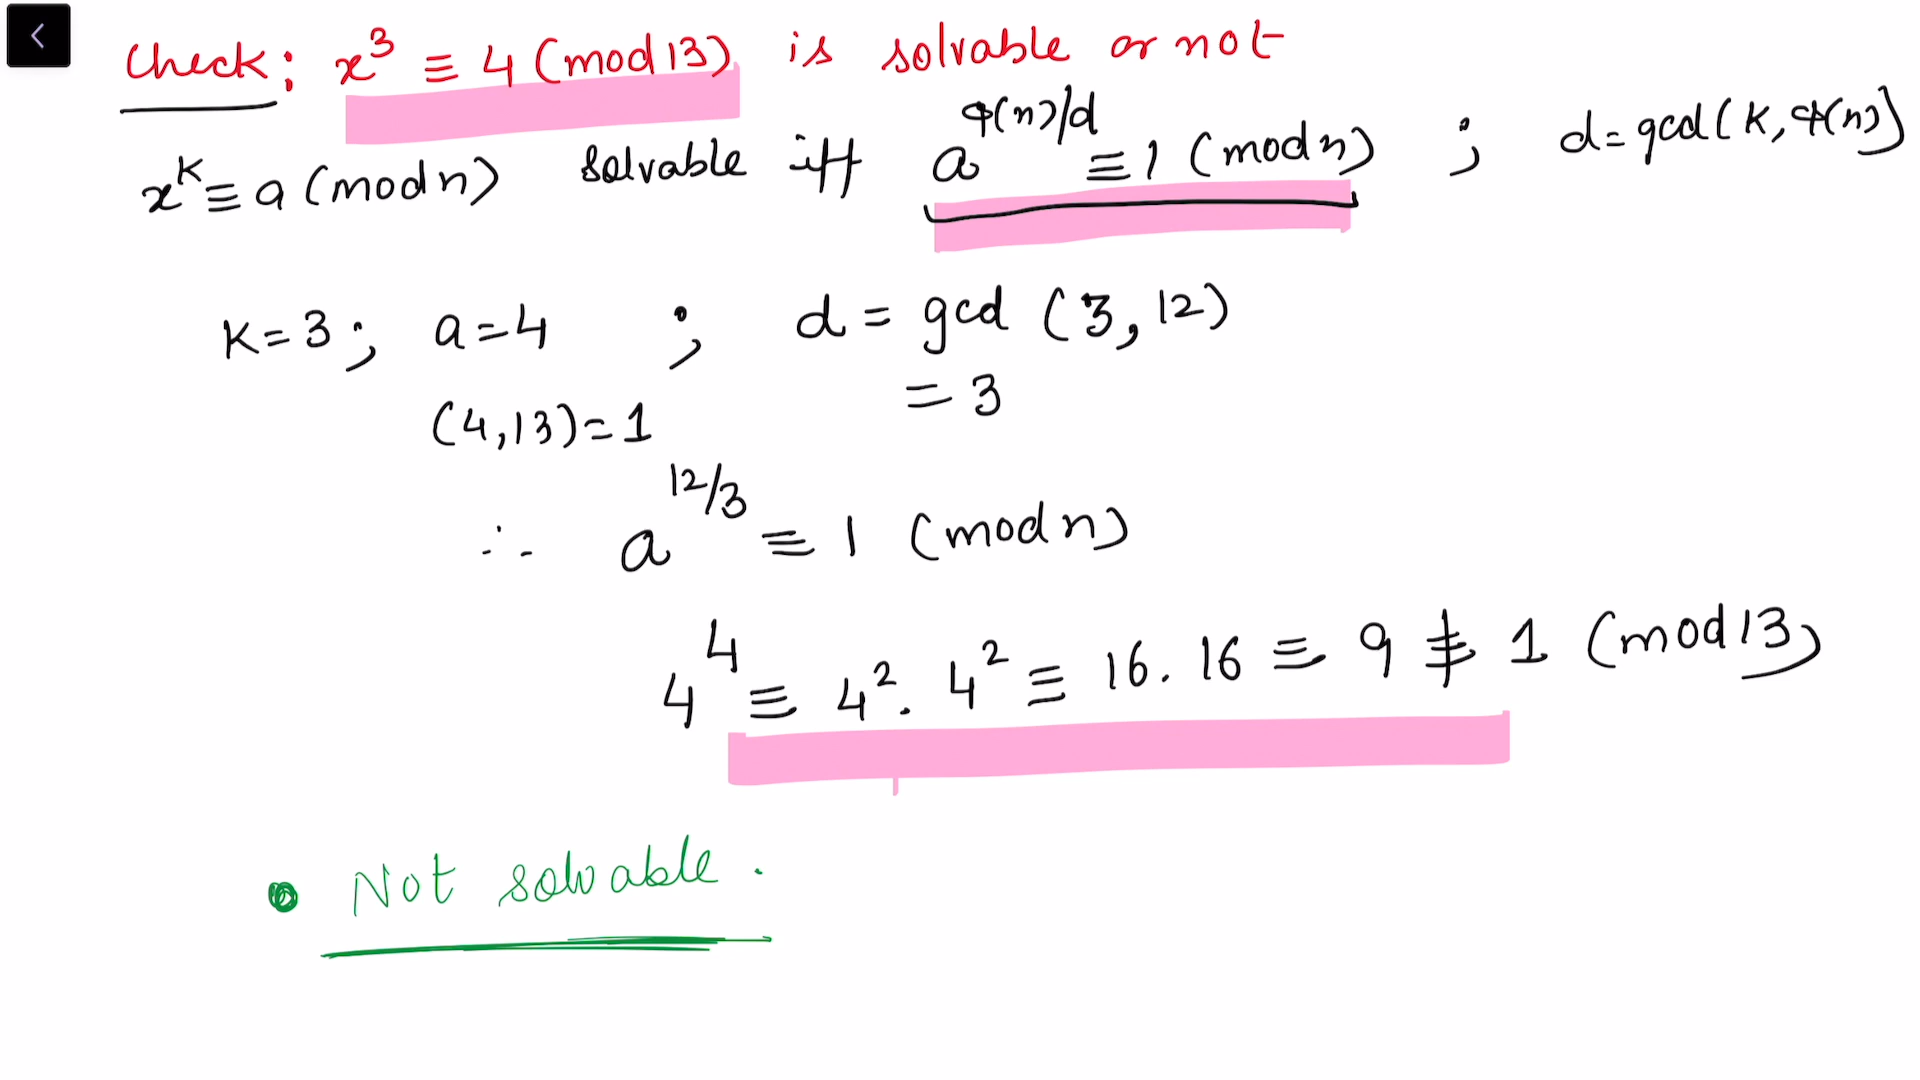 Check: x³ ≡ 4 (mod 13) is solvable or not
x^k ≡ a (mod n) solvable iff a^(φ(n)/d) ≡ 1 (mod n) ; d = gcd(k, φ(n))
K = 3 ; a = 4 ; d = gcd (3, 12)
= 3
(4,13) = 1
∴ a^(12/3) ≡ 1 (mod n)
4⁴ ≡ 4² . 4² ≡ 16 . 16 ≡ 9 ≢ 1 (mod 13)
• Not solvable .